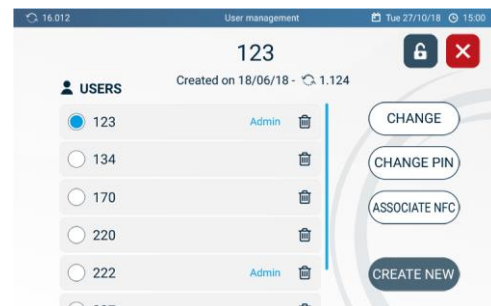 16.012 User management Tue 27/10/18 15:00
123
Created on 18/06/18 - 1.124
USERS
123 Admin
CHANGE
134
CHANGE PIN
170
ASSOCIATE NFC
220
222 Admin
CREATE NEW